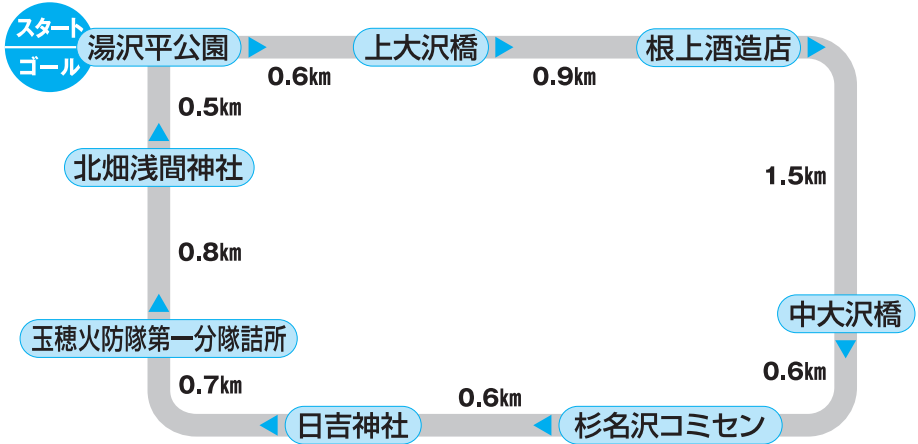 スタート
ゴール
湯沢平公園
0.6㎞
上大沢橋
0.9㎞
根上酒造店
1.5㎞
中大沢橋
0.6㎞
杉名沢コミセン
0.6㎞
日吉神社
0.7㎞
玉穂火防隊第一分隊詰所
0.8㎞
北畑浅間神社
0.5㎞